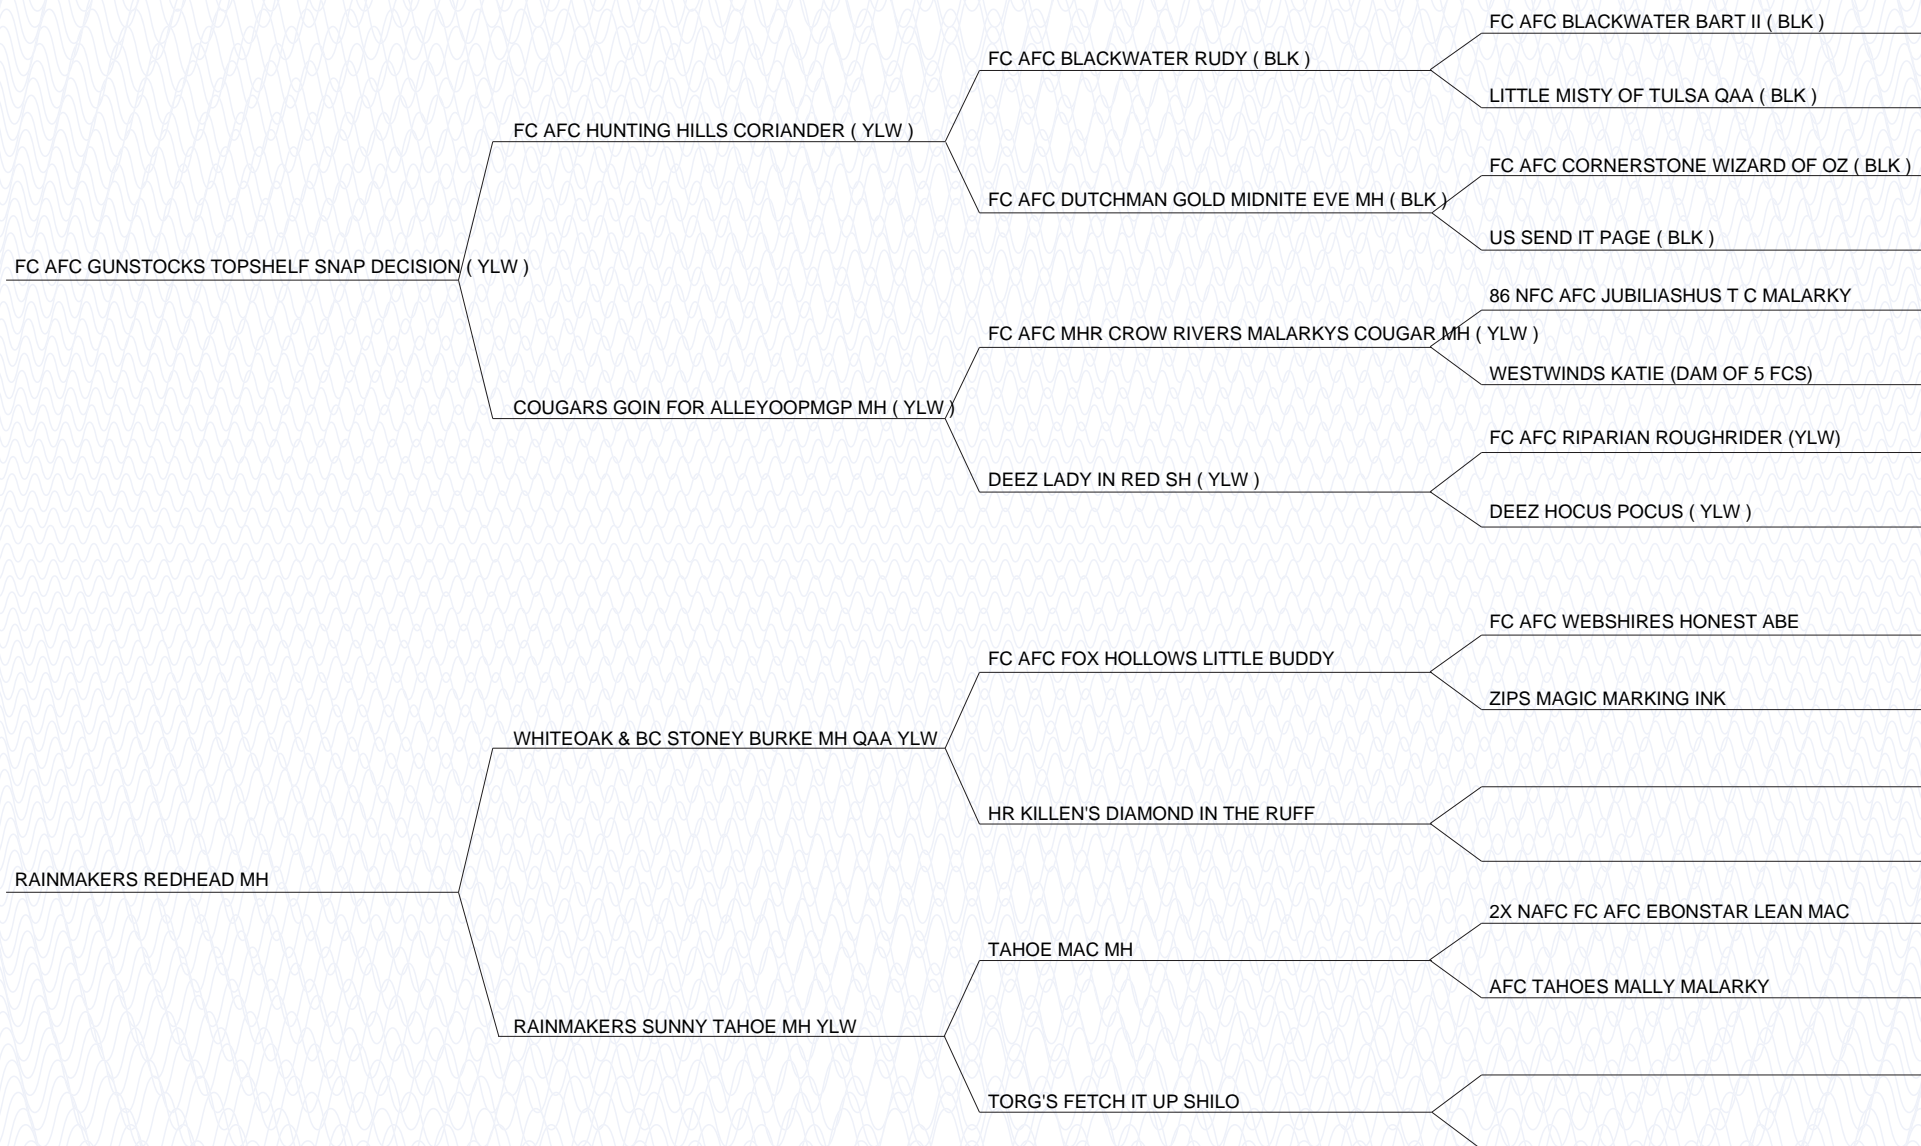 FC AFC BLACKWATER BART II ( BLK )
FC AFC BLACKWATER RUDY ( BLK )
LITTLE MISTY OF TULSA QAA ( BLK )
FC AFC HUNTING HILLS CORIANDER ( YLW )
FC AFC CORNERSTONE WIZARD OF OZ ( BLK )
FC AFC DUTCHMAN GOLD MIDNITE EVE MH ( BLK )
US SEND IT PAGE ( BLK )
FC AFC GUNSTOCKS TOPSHELF SNAP DECISION ( YLW )
86 NFC AFC JUBILIASHUS T C MALARKY
FC AFC MHR CROW RIVERS MALARKYS COUGAR MH ( YLW )
WESTWINDS KATIE (DAM OF 5 FCS)
COUGARS GOIN FOR ALLEYOOPMGP MH ( YLW )
FC AFC RIPARIAN ROUGHRIDER (YLW)
DEEZ LADY IN RED SH ( YLW )
DEEZ HOCUS POCUS ( YLW )
FC AFC WEBSHIRES HONEST ABE
FC AFC FOX HOLLOWS LITTLE BUDDY
ZIPS MAGIC MARKING INK
WHITEOAK & BC STONEY BURKE MH QAA YLW
HR KILLEN'S DIAMOND IN THE RUFF
RAINMAKERS REDHEAD MH
2X NAFC FC AFC EBONSTAR LEAN MAC
TAHOE MAC MH
AFC TAHOES MALLY MALARKY
RAINMAKERS SUNNY TAHOE MH YLW
TORG'S FETCH IT UP SHILO